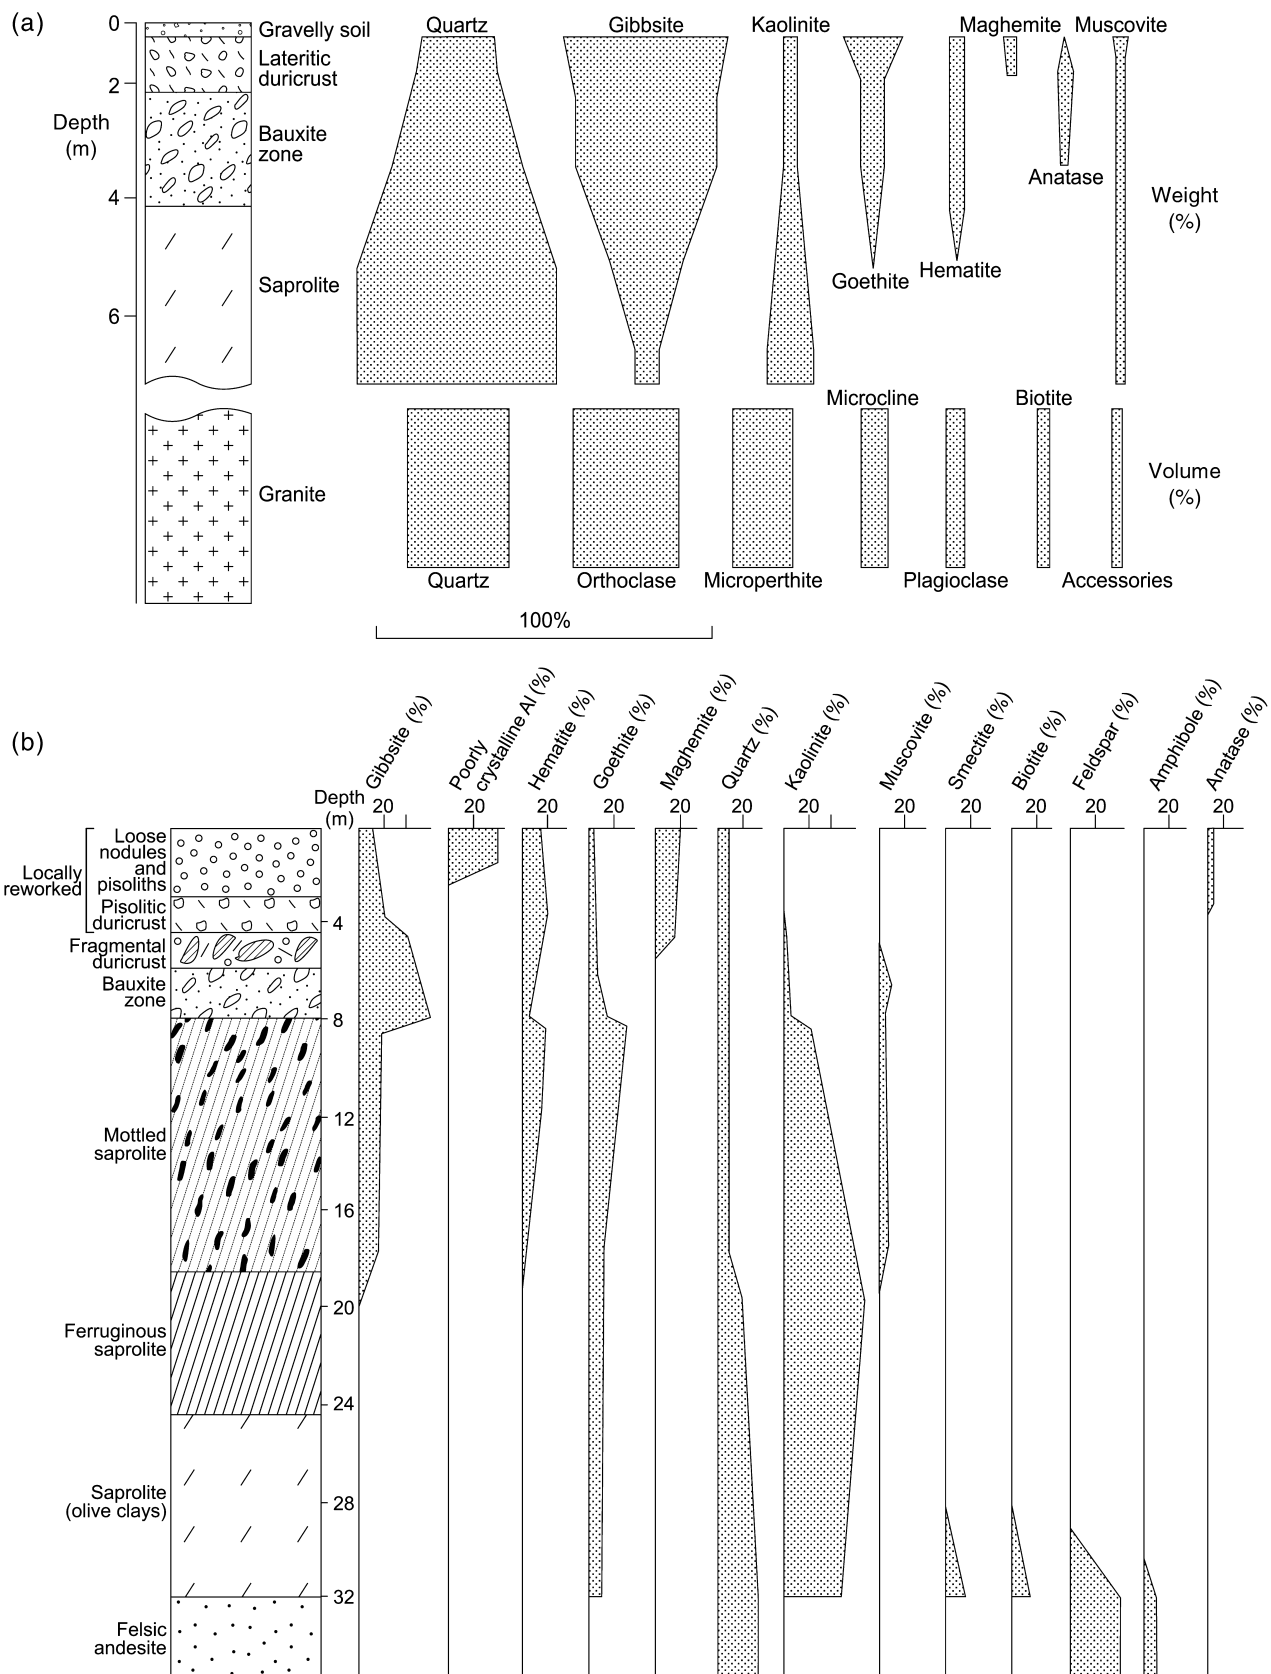 (a)
0
Gravelly soil
Quartz
Gibbsite
Kaolinite
Maghemite
Muscovite
Lateritic
duricrust
2
Depth
(m)
Bauxite
zone
Anatase
4
Weight
(%)
Goethite
Hematite
Saprolite
6
Microcline
Biotite
Granite
Volume
(%)
Quartz
Orthoclase
Microperthite
Plagioclase
Accessories
100%
(b)
Gibbsite (%)
Poorly
crystalline Al (%)
Hematite (%)
Goethite (%)
Maghemite (%)
Quartz (%)
Kaolinite (%)
Muscovite (%)
Smectite (%)
Biotite (%)
Feldspar (%)
Amphibole (%)
Anatase (%)
Depth
(m)
20 20 20 20 20 20 20 20 20 20 20 20 20
Locally
reworked
Loose
nodules
and
pisoliths
Pisolitic
duricrust
4
Fragmental
duricrust
Bauxite
zone
8
12
Mottled
saprolite
16
20
Ferruginous
saprolite
24
Saprolite
(olive clays)
28
32
Felsic
andesite